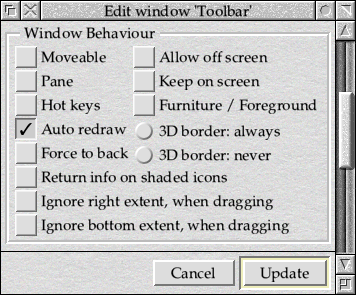 Edit window 'Toolbar'
Window Behaviour
Moveable
Allow off screen
Pane
Keep on screen
Hot keys
Furniture / Foreground
Auto redraw
3D border: always
Force to back
3D border: never
Return info on shaded icons
Ignore right extent, when dragging
Ignore bottom extent, when dragging
Cancel
Update